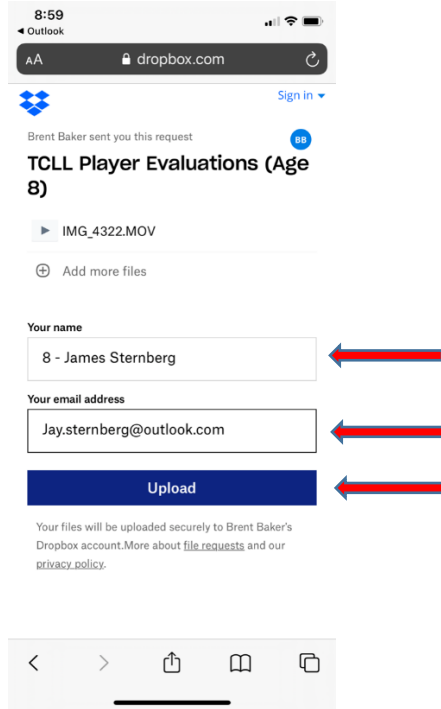 8:59
◄ Outlook
AA dropbox.com
Sign in
Brent Baker sent you this request
BB
TCLL Player Evaluations (Age
8)
IMG_4322.MOV
Add more files
Your name
8 - James Sternberg
Your email address
Jay.sternberg@outlook.com
Upload
Your files will be uploaded securely to Brent Baker's
Dropbox account.More about file requests and our
privacy policy.